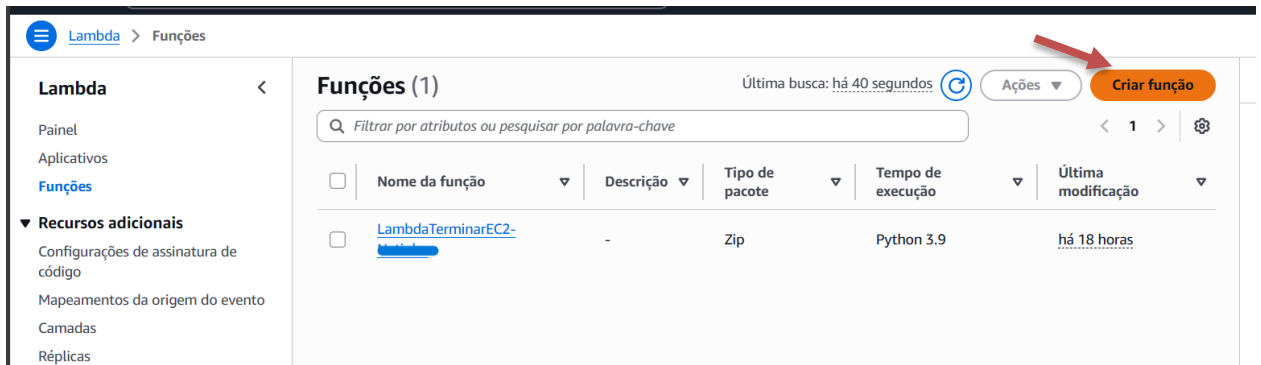 Lambda > Funções
Lambda
Painel
Aplicativos
Funções
Recursos adicionais
Configurações de assinatura de
código
Mapeamentos da origem do evento
Camadas
Réplicas
Funções (1)
Última busca: há 40 segundos
Ações
Criar função
Filtrar por atributos ou pesquisar por palavra-chave
1
Nome da função
Descrição
Tipo de
pacote
Tempo de
execução
Última
modificação
LambdaTerminarEC2-
-
Zip
Python 3.9
há 18 horas